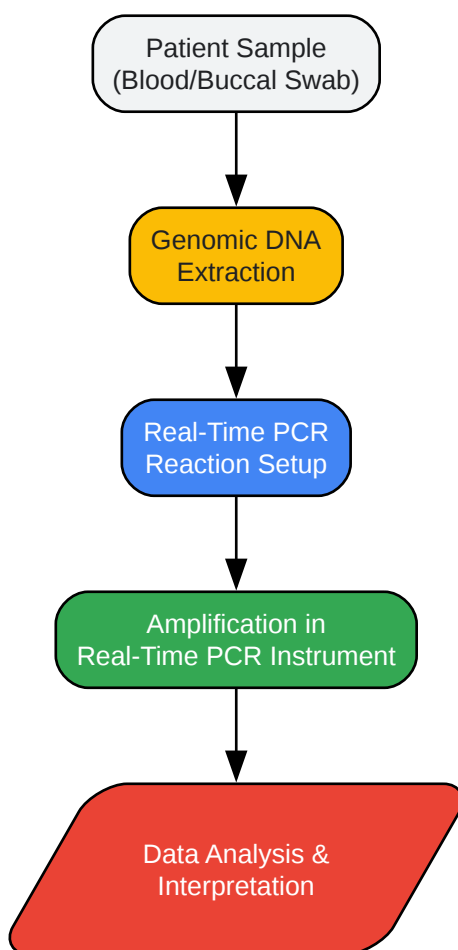 Patient Sample
(Blood/Buccal Swab)
Genomic DNA
Extraction
Real-Time PCR
Reaction Setup
Amplification in
Real-Time PCR Instrument
Data Analysis &
Interpretation